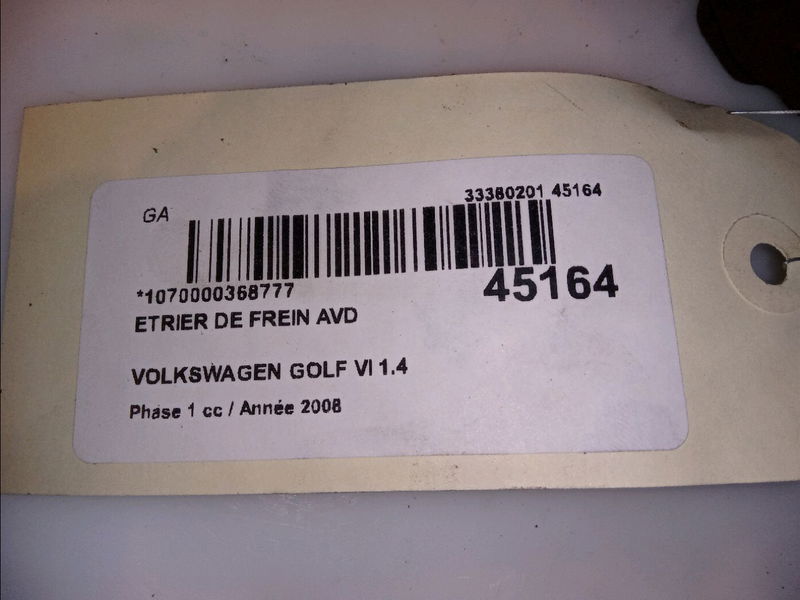 33380201 45164
GA
*1070000368777
45164
ETRIER DE FREIN AVD
VOLKSWAGEN GOLF VI 1.4
Phase 1 cc / Année 2008